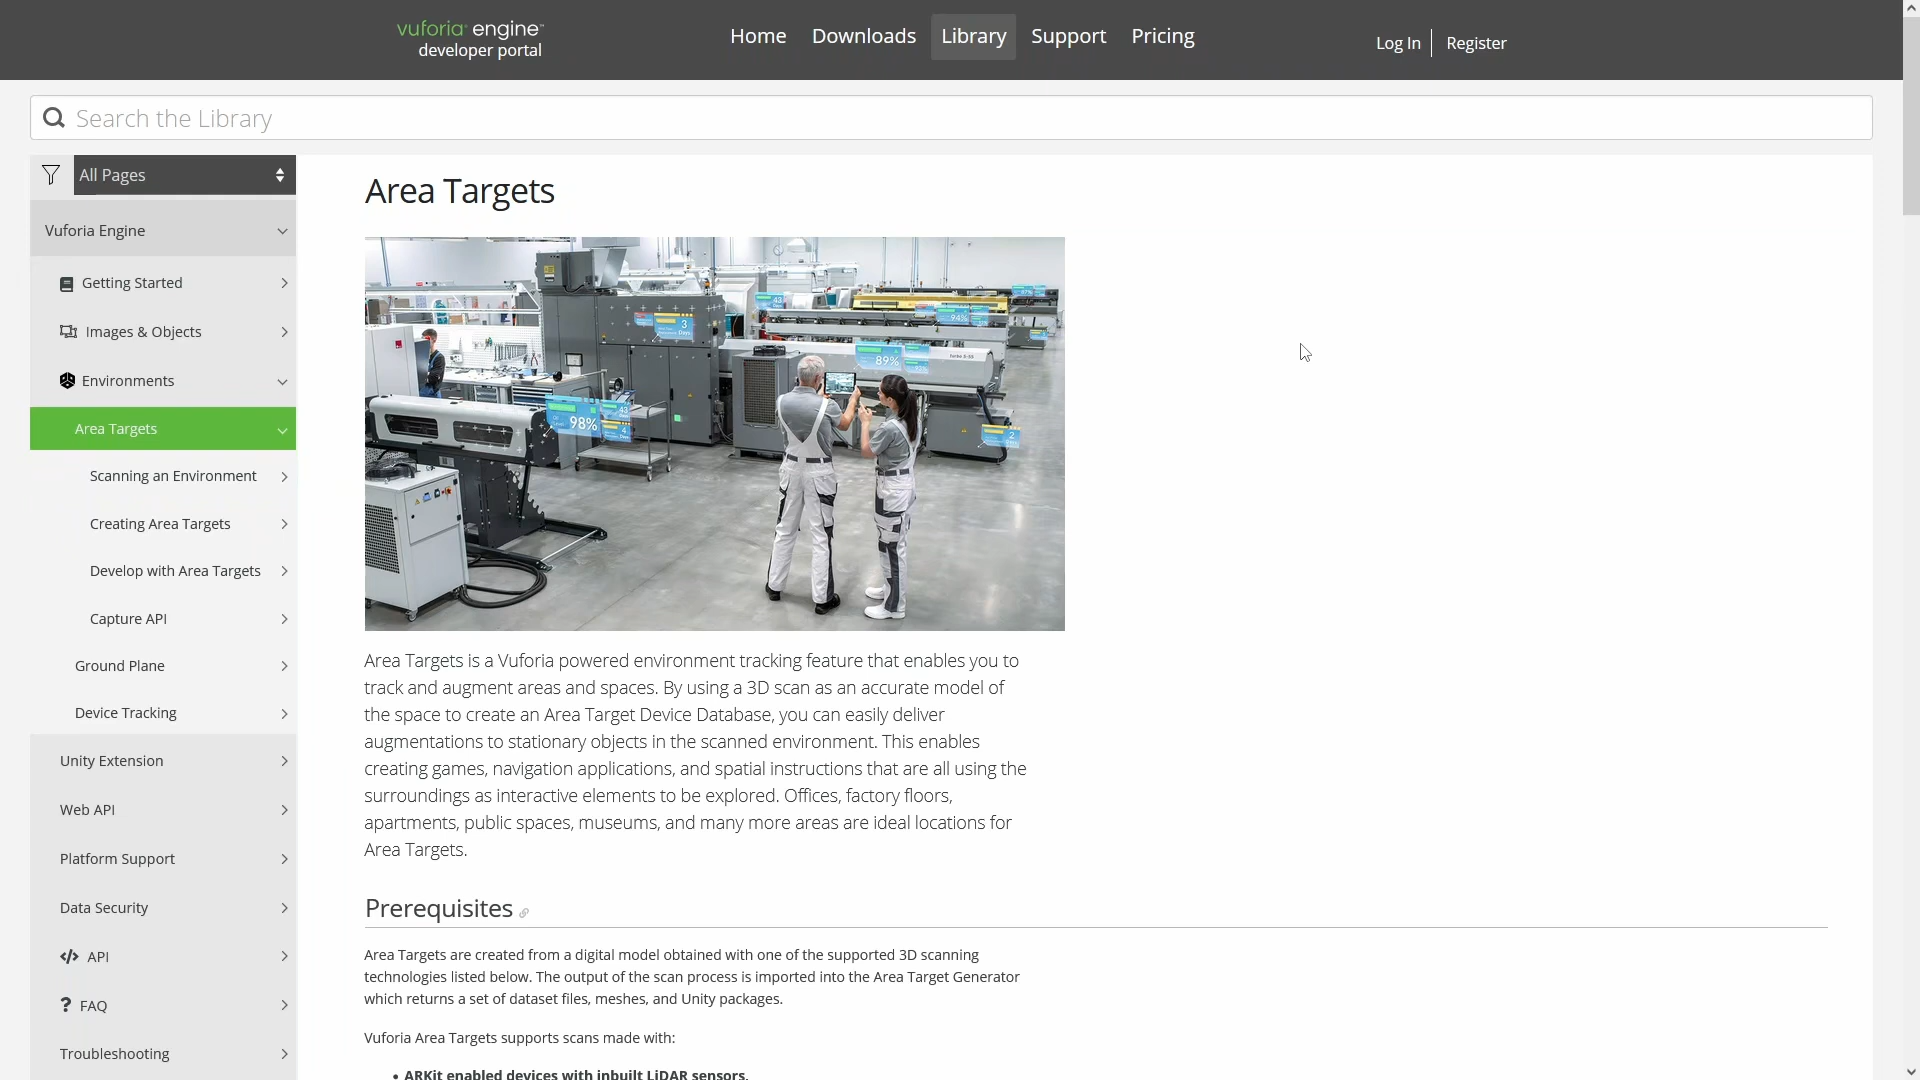 vuforia® engine™
developer portal
Home
Downloads
Library
Support
Pricing
Log In
Register
Search the Library
All Pages
Vuforia Engine
Getting Started
Images & Objects
Environments
Area Targets
Scanning an Environment
Creating Area Targets
Develop with Area Targets
Capture API
Ground Plane
Device Tracking
Unity Extension
Web API
Platform Support
Data Security
API
FAQ
Troubleshooting
Area Targets
43
3
Days
94%
89%
98%
43
Days
4
Days
2
Area Targets is a Vuforia powered environment tracking feature that enables you to
track and augment areas and spaces. By using a 3D scan as an accurate model of
the space to create an Area Target Device Database, you can easily deliver
augmentations to stationary objects in the scanned environment. This enables
creating games, navigation applications, and spatial instructions that are all using the
surroundings as interactive elements to be explored. Offices, factory floors,
apartments, public spaces, museums, and many more areas are ideal locations for
Area Targets.
Prerequisites
Area Targets are created from a digital model obtained with one of the supported 3D scanning
technologies listed below. The output of the scan process is imported into the Area Target Generator
which returns a set of dataset files, meshes, and Unity packages.
Vuforia Area Targets supports scans made with:
• ARKit enabled devices with inbuilt LiDAR sensors.